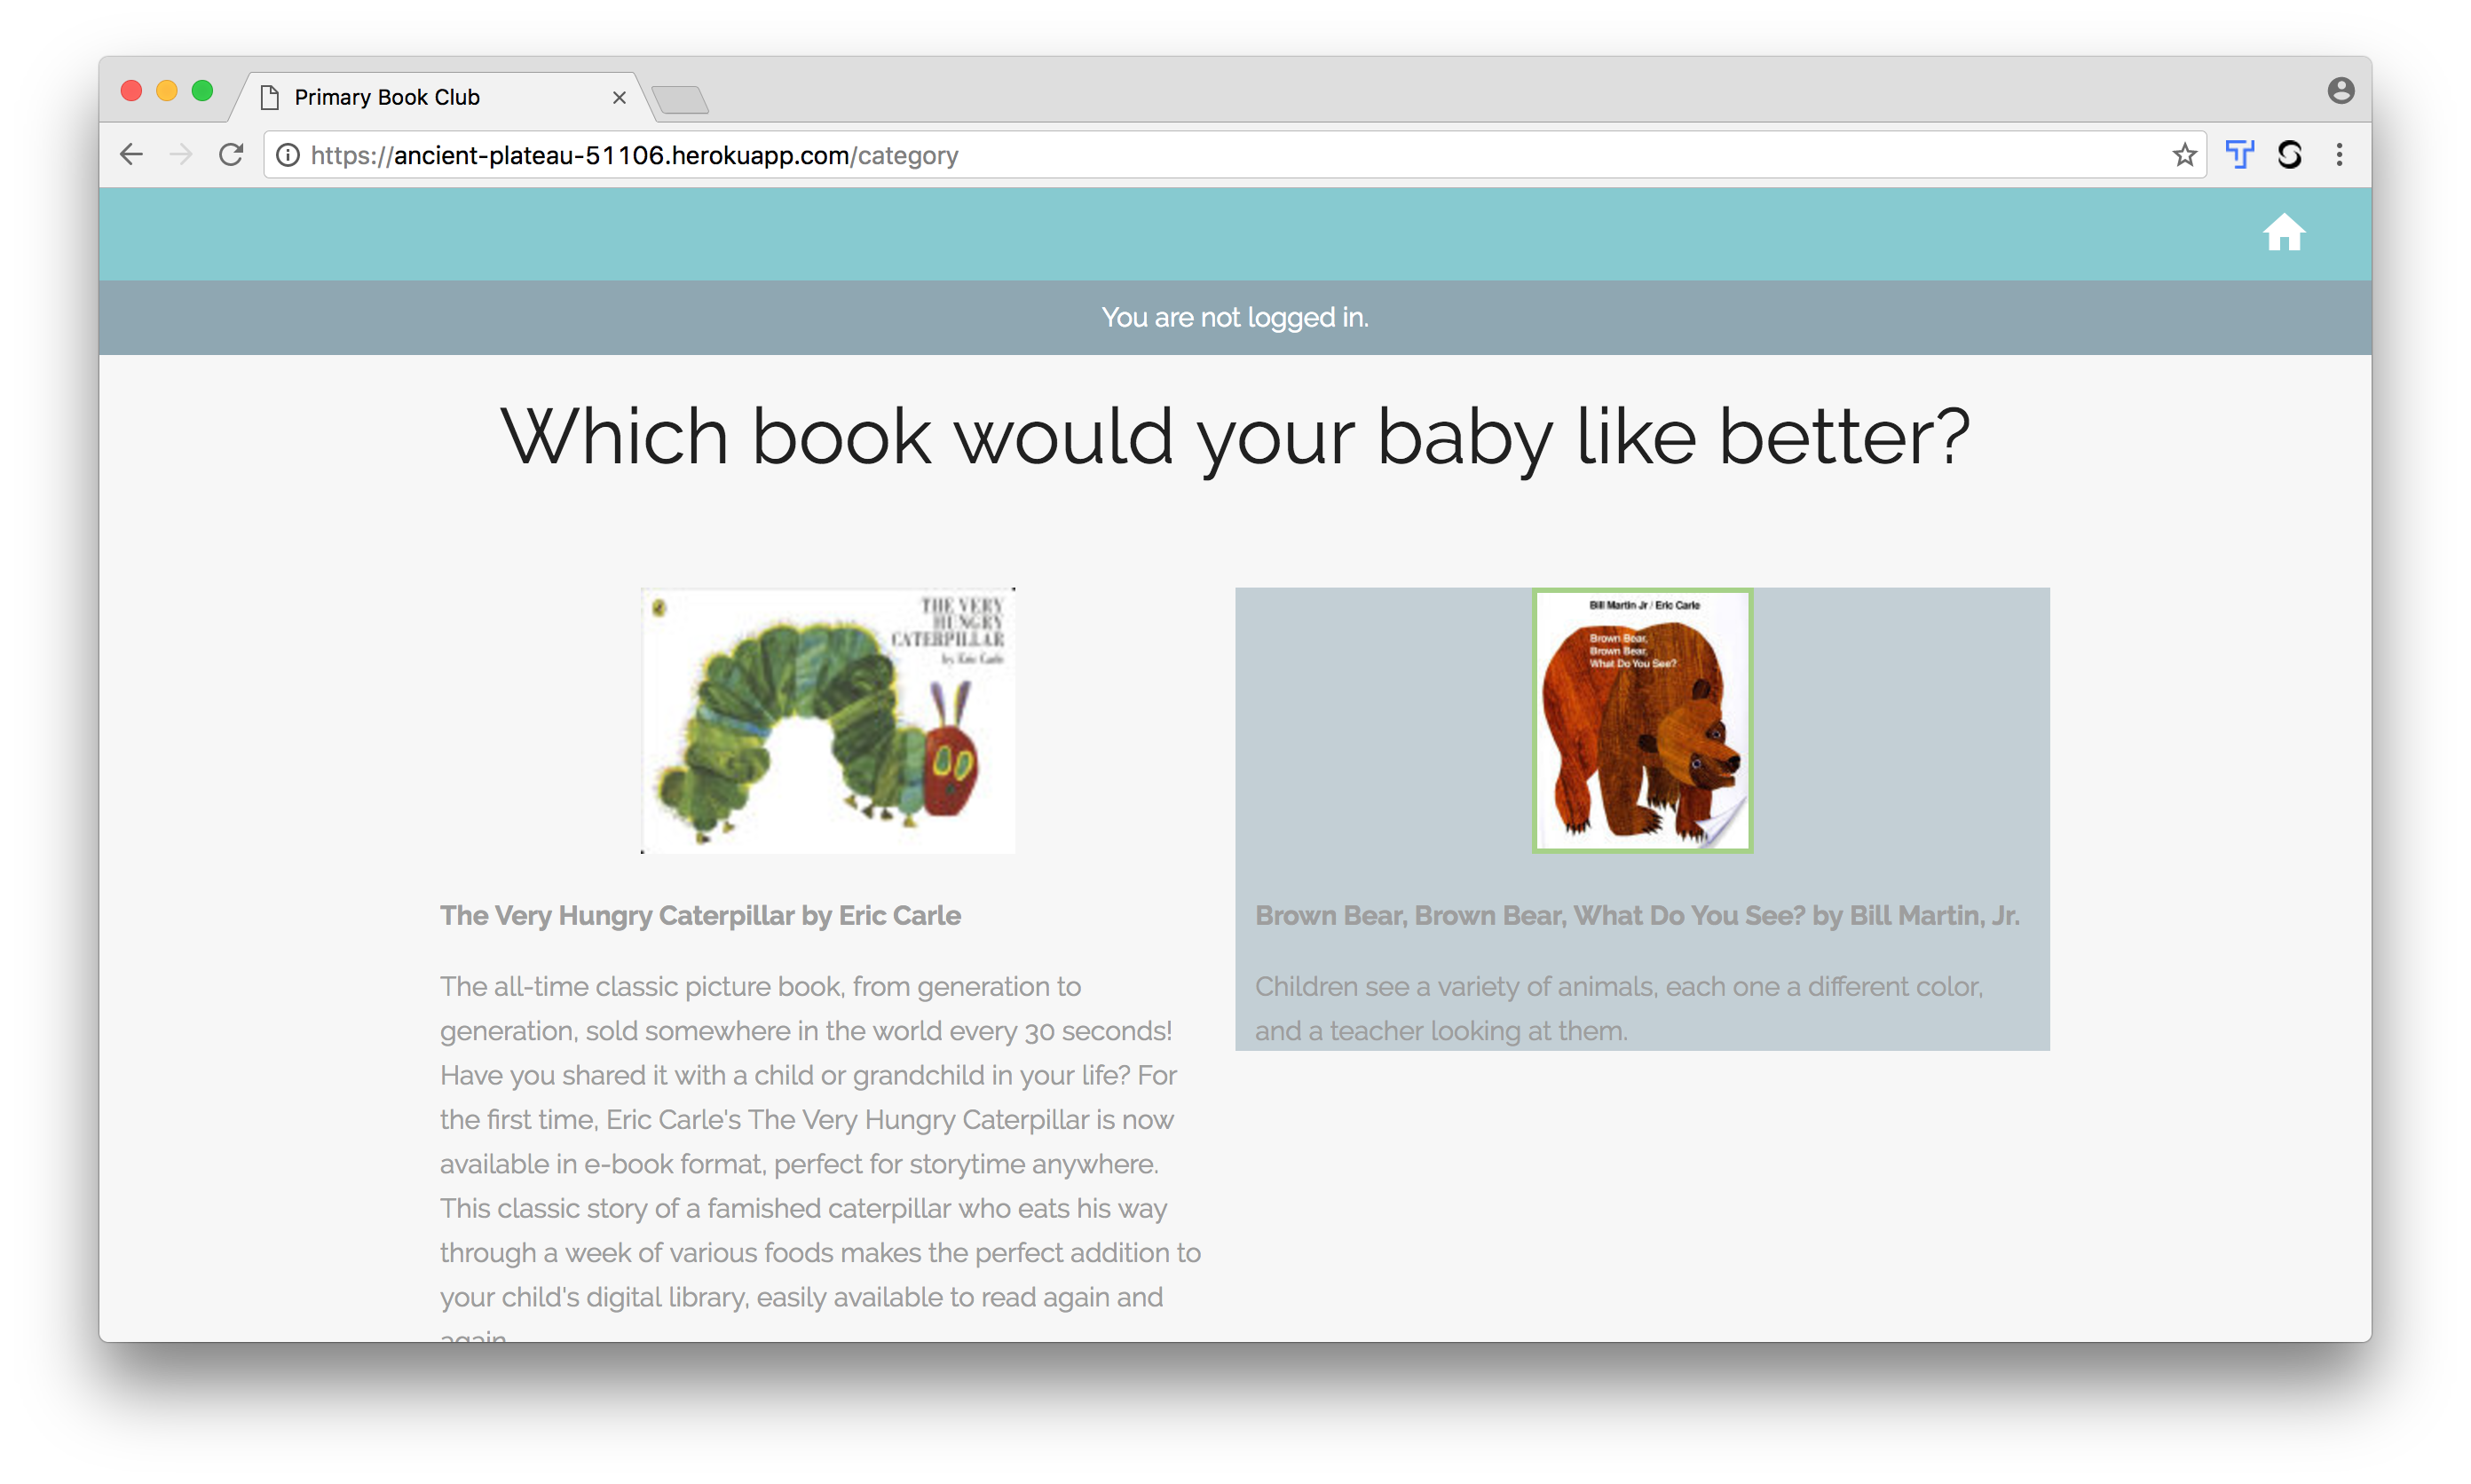 Primary Book Club
https://ancient-plateau-51106.herokuapp.com/category
You are not logged in.
Which book would your baby like better?
THE VERY
HUNGRY
CATERPILLAR
by Eric Carle
The Very Hungry Caterpillar by Eric Carle
The all-time classic picture book, from generation to
generation, sold somewhere in the world every 30 seconds!
Have you shared it with a child or grandchild in your life? For
the first time, Eric Carle's The Very Hungry Caterpillar is now
available in e-book format, perfect for storytime anywhere.
This classic story of a famished caterpillar who eats his way
through a week of various foods makes the perfect addition to
your child's digital library, easily available to read again and
again
Bill Martin Jr / Eric Carle
Brown Bear,
Brown Bear,
What Do You See?
Brown Bear, Brown Bear, What Do You See? by Bill Martin, Jr.
Children see a variety of animals, each one a different color,
and a teacher looking at them.